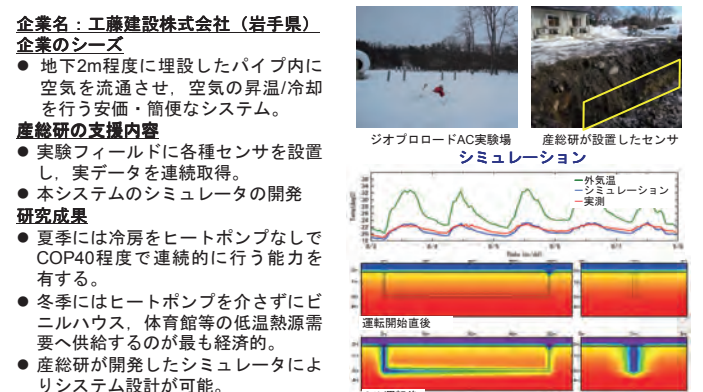 企業名：工藤建設株式会社（岩手県）
企業のシーズ
● 地下2m程度に埋設したパイプ内に
空気を流通させ，空気の昇温/冷却
を行う安価・簡便なシステム。
産総研の支援内容
● 実験フィールドに各種センサを設置
し，実データを連続取得。
● 本システムのシミュレータの開発
研究成果
● 夏季には冷房をヒートポンプなしで
COP40程度で連続的に行う能力を
有する。
● 冬季にはヒートポンプを介さずにビ
ニルハウス，体育館等の低温熱源需
要へ供給するのが最も経済的。
● 産総研が開発したシミュレータによ
りシステム設計が可能。
ジオプロロードAC実験場
産総研が設置したセンサ
シミュレーション
外気温
シミュレーション
実測
運転開始直後